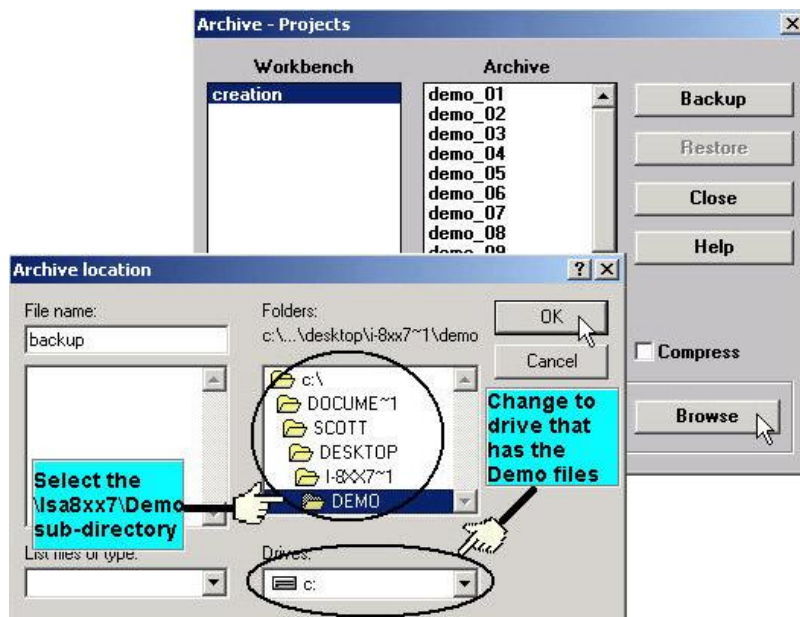 Archive - Projects
Workbench
Archive
creation
demo_01
demo_02
demo_03
demo_04
demo_05
demo_06
demo_07
demo_08
demo_09
Backup
Restore
Close
Help
Compress
Browse
Archive location
File name:
backup
Folders:
c:\...\desktop\i-8xx7~1\demo
c:\
DOCUME~1
SCOTT
DESKTOP
I-8XX7~1
DEMO
OK
Cancel
Change to
drive that
has the
Demo files
Select the
\Isa8xx7\Demo
sub-directory
List files of type:
Drives:
c: